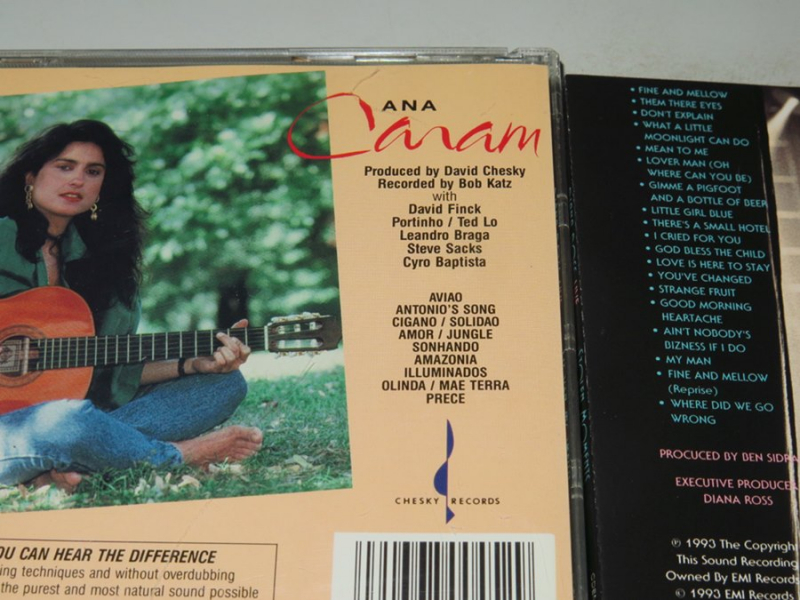 ANA
Caram
Produced by David Chesky
Recorded by Bob Katz
with
David Finck
Portinho / Ted Lo
Leandro Braga
Steve Sacks
Cyro Baptista
AVIAO
ANTONIO'S SONG
CIGANO / SOLIDAO
AMOR / JUNGLE
SONHANDO
AMAZONIA
ILLUMINADOS
OLINDA / MAE TERRA
PRECE
CHESKY RECORDS
YOU CAN HEAR THE DIFFERENCE
ing techniques and without overdubbing
the purest and most natural sound possible
• FINE AND MELLOW
• THEM THERE EYES
• DON'T EXPLAIN
• WHAT A LITTLE
MOONLIGHT CAN DO
• MEAN TO ME
• LOVER MAN (OH
WHERE CAN YOU BE)
• GIMME A PIGFOOT
AND A BOTTLE OF BEER
• LITTLE GIRL BLUE
• THERE'S A SMALL HOTEL
• I CRIED FOR YOU
• GOD BLESS THE CHILD
• LOVE IS HERE TO STAY
• YOU'VE CHANGED
• STRANGE FRUIT
• GOOD MORNING
HEARTACHE
• AIN'T NOBODY'S
BIZNESS IF I DO
• MY MAN
• FINE AND MELLOW
(Reprise)
• WHERE DID WE GO
WRONG
PROCUCED BY BEN SIDRA
EXECUTIVE PRODUCE
DIANA ROSS
℗ 1993 The Copyright
This Sound Recording
Owned By EMI Record
© 1993 EMI Records